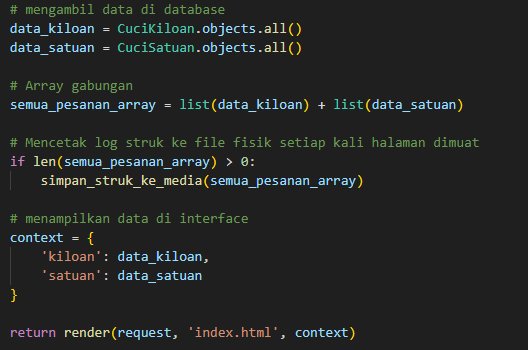 # mengambil data di database
data_kiloan = CuciKiloan.objects.all()
data_satuan = CuciSatuan.objects.all()

# Array gabungan
semua_pesanan_array = list(data_kiloan) + list(data_satuan)

# Mencetak log struk ke file fisik setiap kali halaman dimuat
if len(semua_pesanan_array) > 0:
    simpan_struk_ke_media(semua_pesanan_array)

# menampilkan data di interface
context = {
    'kiloan': data_kiloan,
    'satuan': data_satuan
}

return render(request, 'index.html', context)